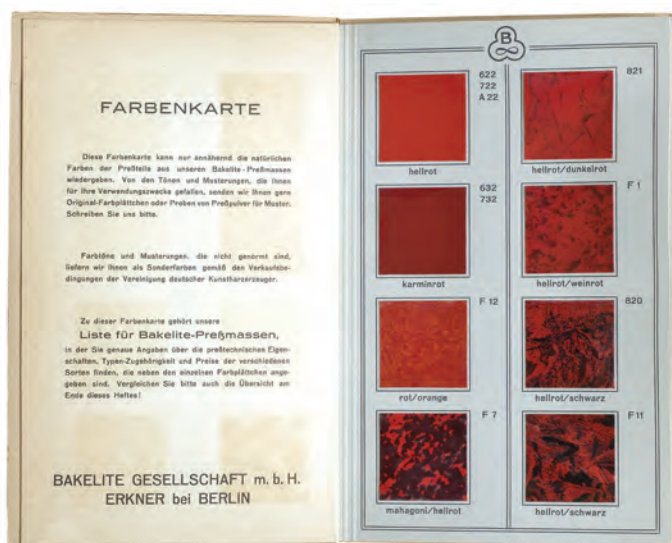 FARBENKARTE
Diese Farbenkarte kann nur annähernd die natürlichen
Farben der Preßteile aus unseren Bakelite-Preßmassen
wiedergeben. Von den Tönen und Musterungen, die Ihnen
für Ihre Verwendungszwecke gefallen, senden wir Ihnen gern
Original-Farbplättchen oder Proben von Preßpulver für Muster.
Schreiben Sie uns bitte.
Farbtöne und Musterungen, die nicht genormt sind,
liefern wir Ihnen als Sonderfarben gemäß den Verkaufsbe-
dingungen der Vereinigung deutscher Kunstharzerzeuger.
Zu dieser Farbenkarte gehört unsere
Liste für Bakelite-Preßmassen,
in der Sie genaue Angaben über die preßtechnischen Eigen-
schaften, Typen-Zugehörigkeit und Preise der verschiedenen
Sorten finden, die neben den einzelnen Farbplättchen ange-
geben sind. Vergleichen Sie bitte auch die Übersicht am
Ende dieses Heftes!
BAKELITE GESELLSCHAFT m. b. H.
ERKNER bei BERLIN
B
622
722
A 22
hellrot
632
732
karminrot
F 12
rot/orange
F 7
mahagoni/hellrot
821
hellrot/dunkelrot
F 1
hellrot/weinrot
820
hellrot/schwarz
F 11
hellrot/schwarz